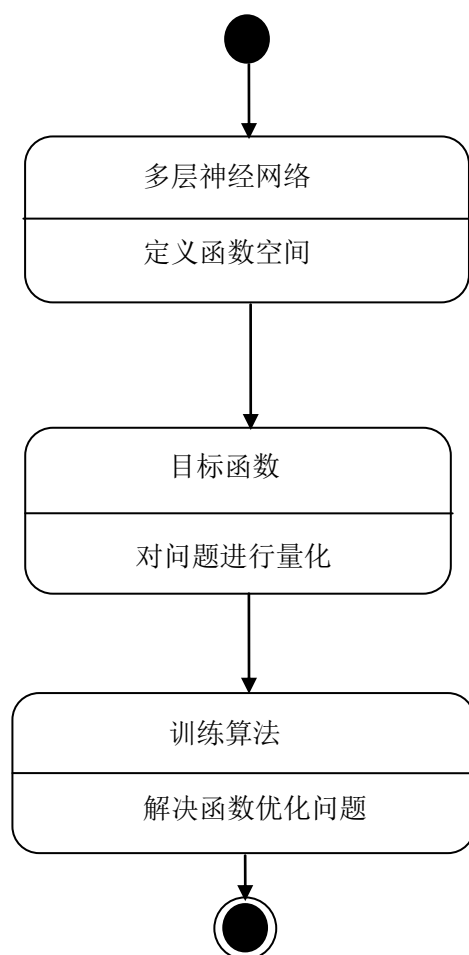 多层神经网络
定义函数空间
目标函数
对问题进行量化
训练算法
解决函数优化问题